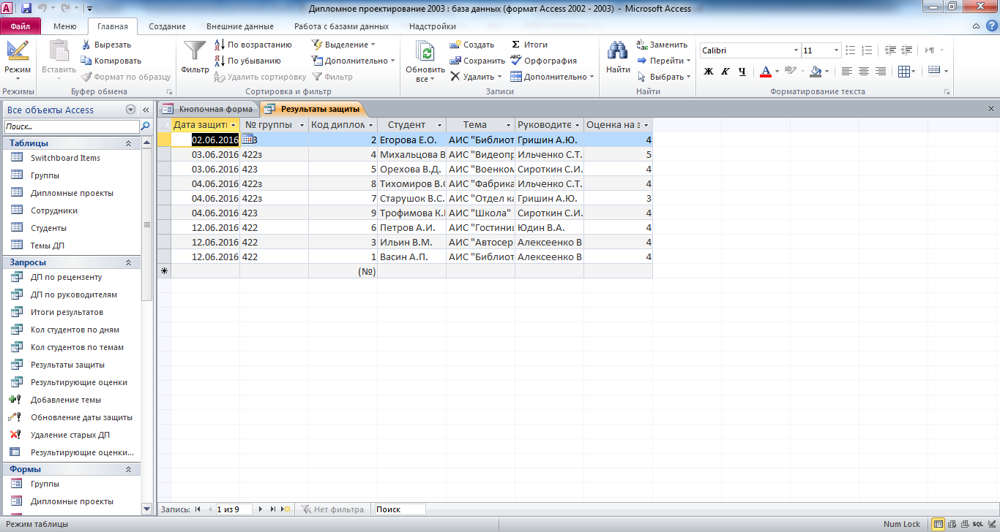 Дипломное проектирование 2003 : база данных (формат Access 2002 - 2003) - Microsoft Access
Файл Меню Главная Создание Внешние данные Работа с базами данных Надстройки
Режим
Режимы
Вставить
Вырезать
Копировать
Формат по образцу
Буфер обмена
Фильтр
По возрастанию
По убыванию
Удалить сортировку
Выделение
Дополнительно
Фильтр
Сортировка и фильтр
Обновить все
Создать
Сохранить
Удалить
Итоги
Орфография
Дополнительно
Записи
Найти
Заменить
Перейти
Выбрать
Найти
Calibri 11
Ж К Ч
Форматирование текста
Все объекты Access
Поиск...
Таблицы
Switchboard Items
Группы
Дипломные проекты
Сотрудники
Студенты
Темы ДП
Запросы
ДП по рецензенту
ДП по руководителям
Итоги результатов
Кол студентов по дням
Кол студентов по темам
Результаты защиты
Результирующие оценки
Добавление темы
Обновление даты защиты
Удаление старых ДП
Результирующие оценки...
Формы
Группы
Дипломные проекты
Кнопочная форма Результаты защиты
Дата защит № группы Код диплом Студент Тема Руководите Оценка на з
02.06.2016 3 2 Егорова Е.О. АИС "Библиот Гришин А.Ю. 4
03.06.2016 422з 4 Михальцова В АИС "Видеопр Ильченко С.Т. 5
03.06.2016 423 5 Орехова В.Д. АИС "Военком Сироткин С.И. 4
04.06.2016 422з 8 Тихомиров В.С АИС "Фабрика Ильченко С.Т. 4
04.06.2016 422з 7 Старушок В.С. АИС "Отдел ка Гришин А.Ю. 3
04.06.2016 423 9 Трофимова К.І АИС "Школа" Сироткин С.И. 4
12.06.2016 422 6 Петров А.И. АИС "Гостиниц Юдин В.А. 4
12.06.2016 422 3 Ильин В.М. АИС "Автосер Алексеенко В 4
12.06.2016 422 1 Васин А.П. АИС "Библиот Алексеенко В 4
(№)
Запись: 1 из 9 Нет фильтра Поиск
Режим таблицы Num Lock SQL